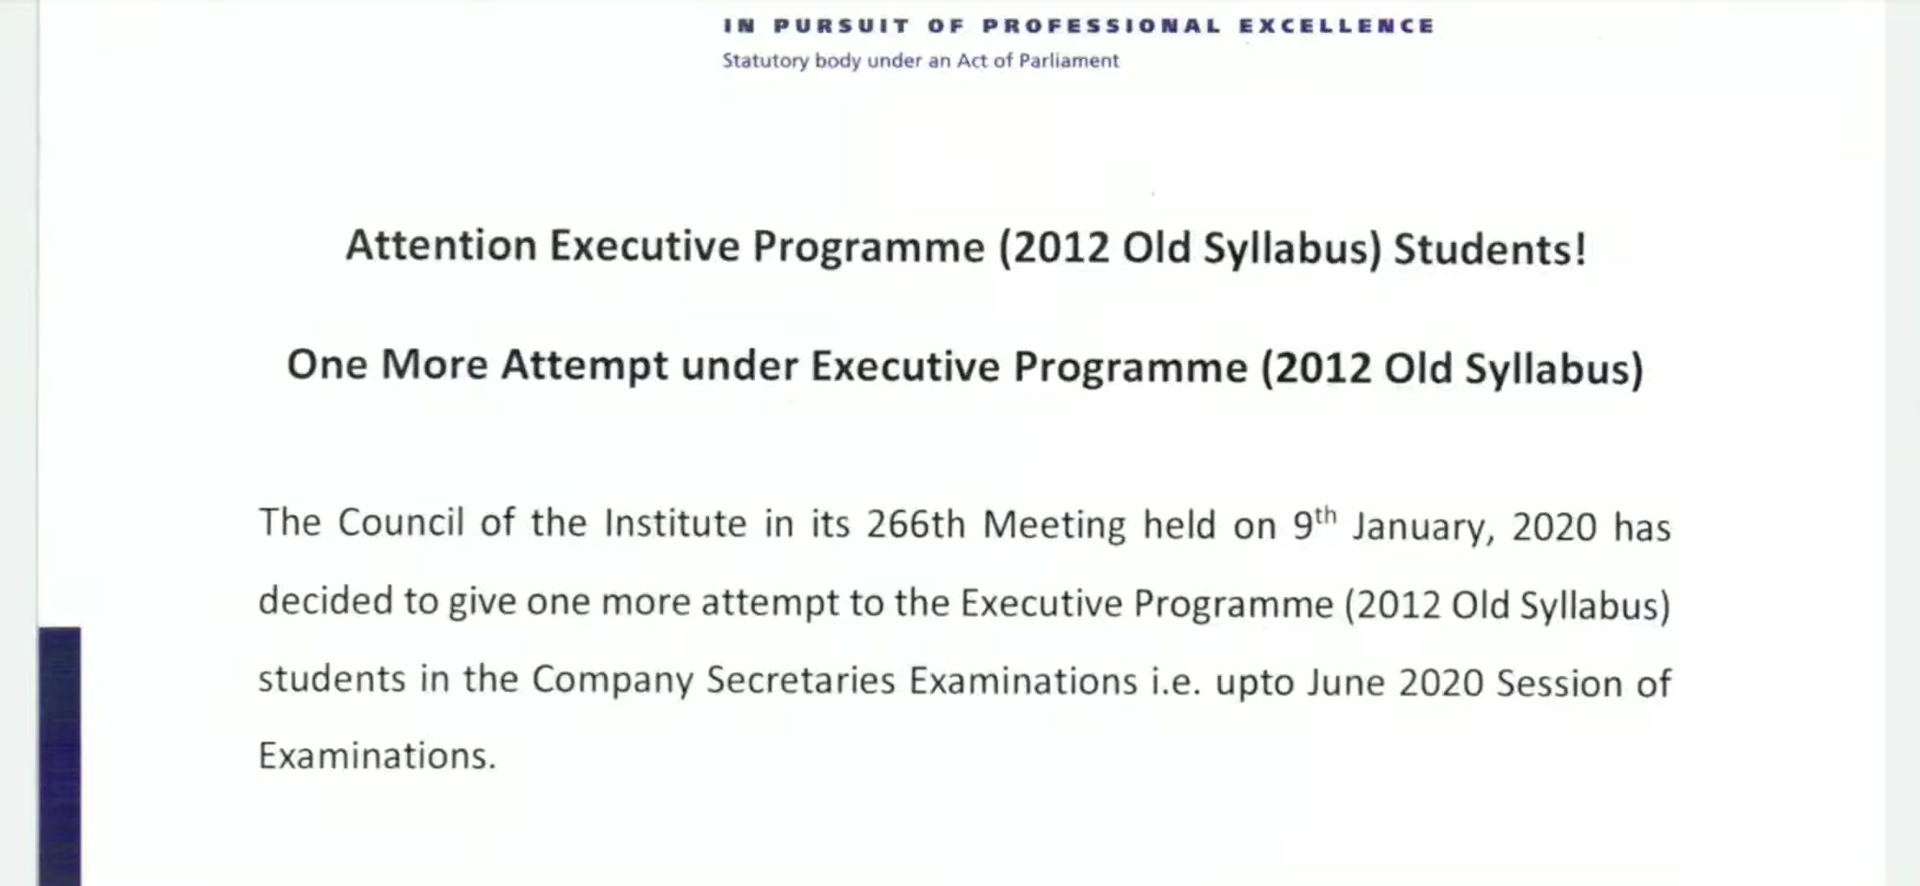 IN PURSUIT OF PROFESSIONAL EXCELLENCE
Statutory body under an Act of Parliament
Attention Executive Programme (2012 Old Syllabus) Students!
One More Attempt under Executive Programme (2012 Old Syllabus)
The Council of the Institute in its 266th Meeting held on 9th January, 2020 has
decided to give one more attempt to the Executive Programme (2012 Old Syllabus)
students in the Company Secretaries Examinations i.e. upto June 2020 Session of
Examinations.